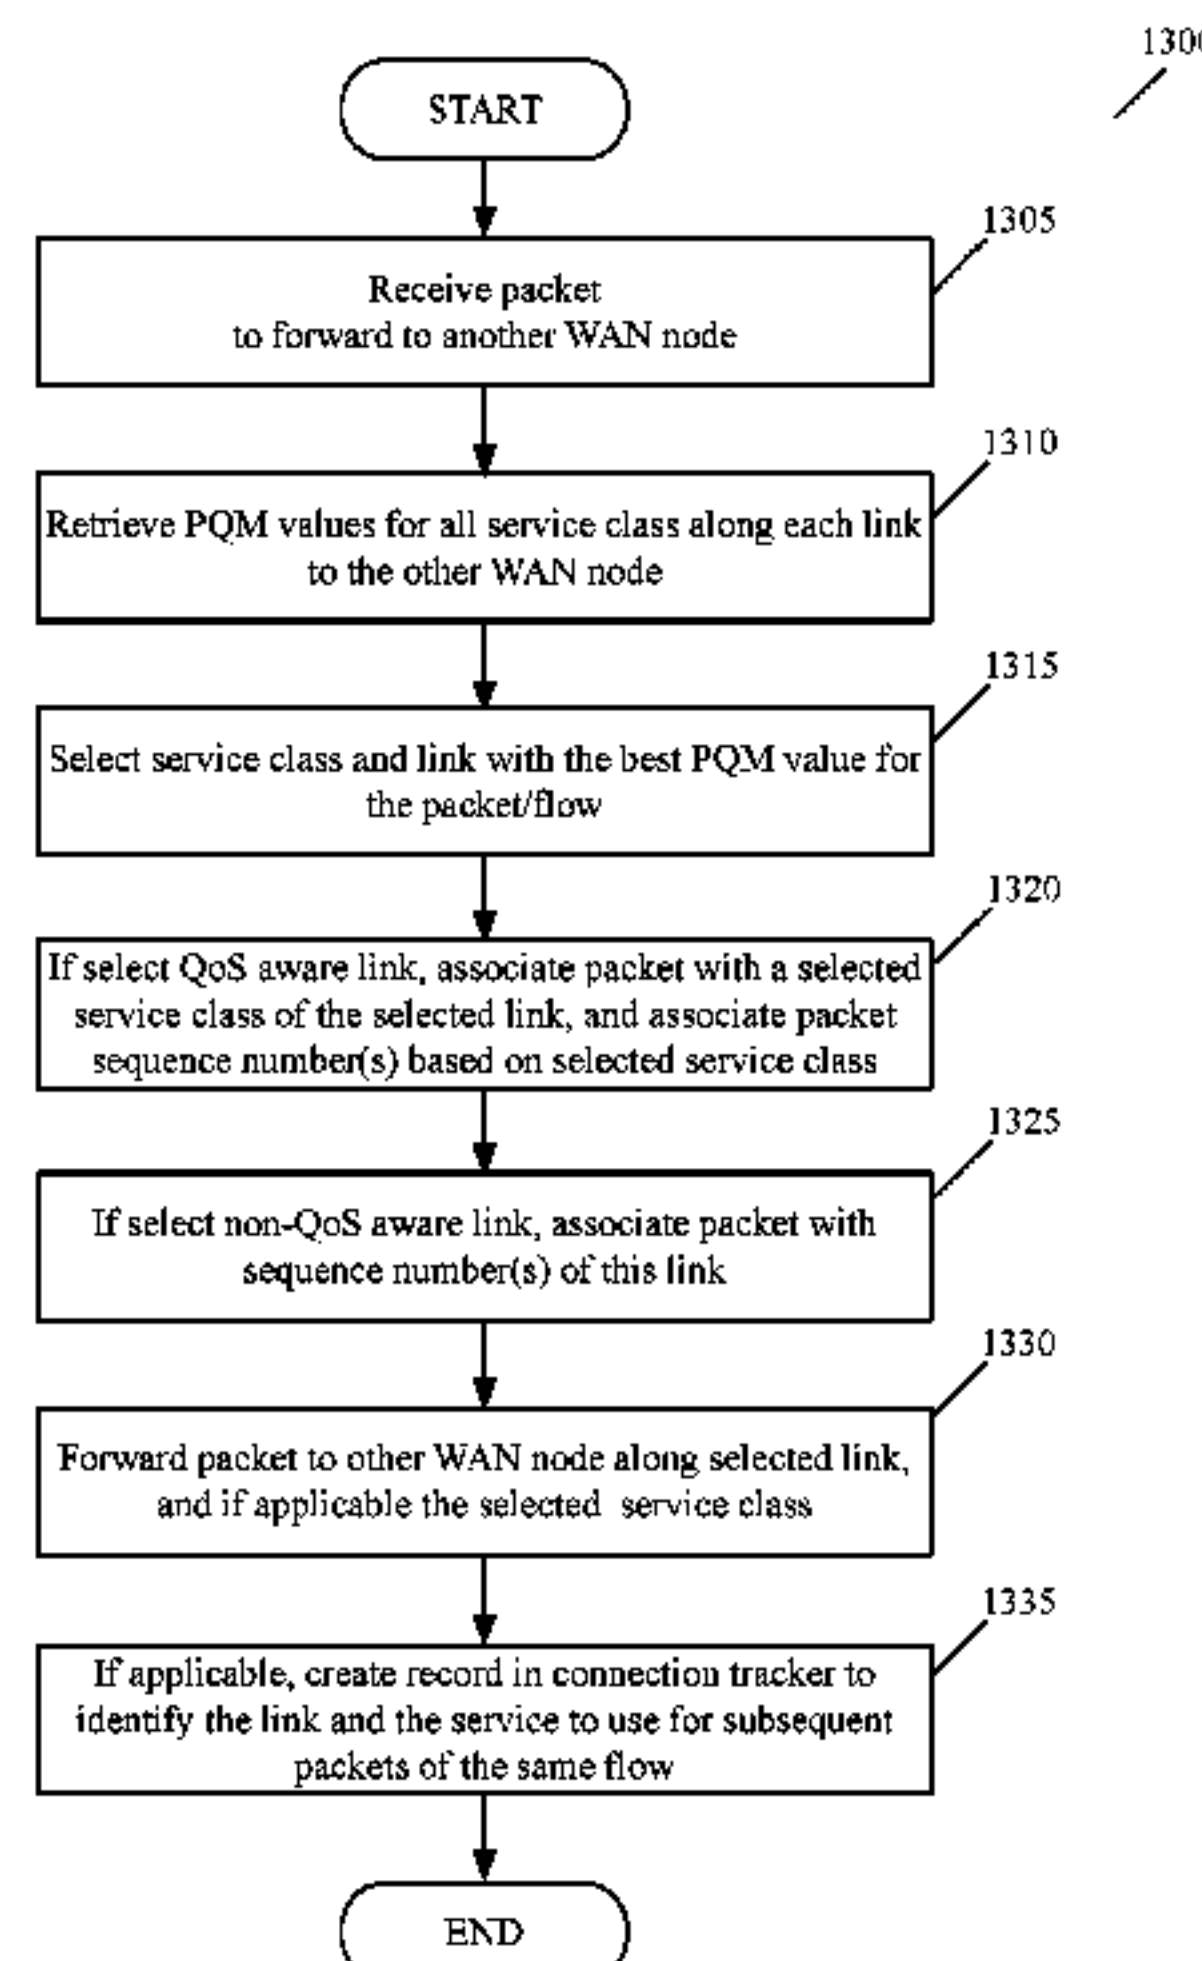 1300
START
1305
Receive packet
to forward to another WAN node
1310
Retrieve PQM values for all service class along each link
to the other WAN node
1315
Select service class and link with the best PQM value for
the packet/flow
1320
If select QoS aware link, associate packet with a selected
service class of the selected link, and associate packet
sequence number(s) based on selected service class
1325
If select non-QoS aware link, associate packet with
sequence number(s) of this link
1330
Forward packet to other WAN node along selected link,
and if applicable the selected service class
1335
If applicable, create record in connection tracker to
identify the link and the service to use for subsequent
packets of the same flow
END